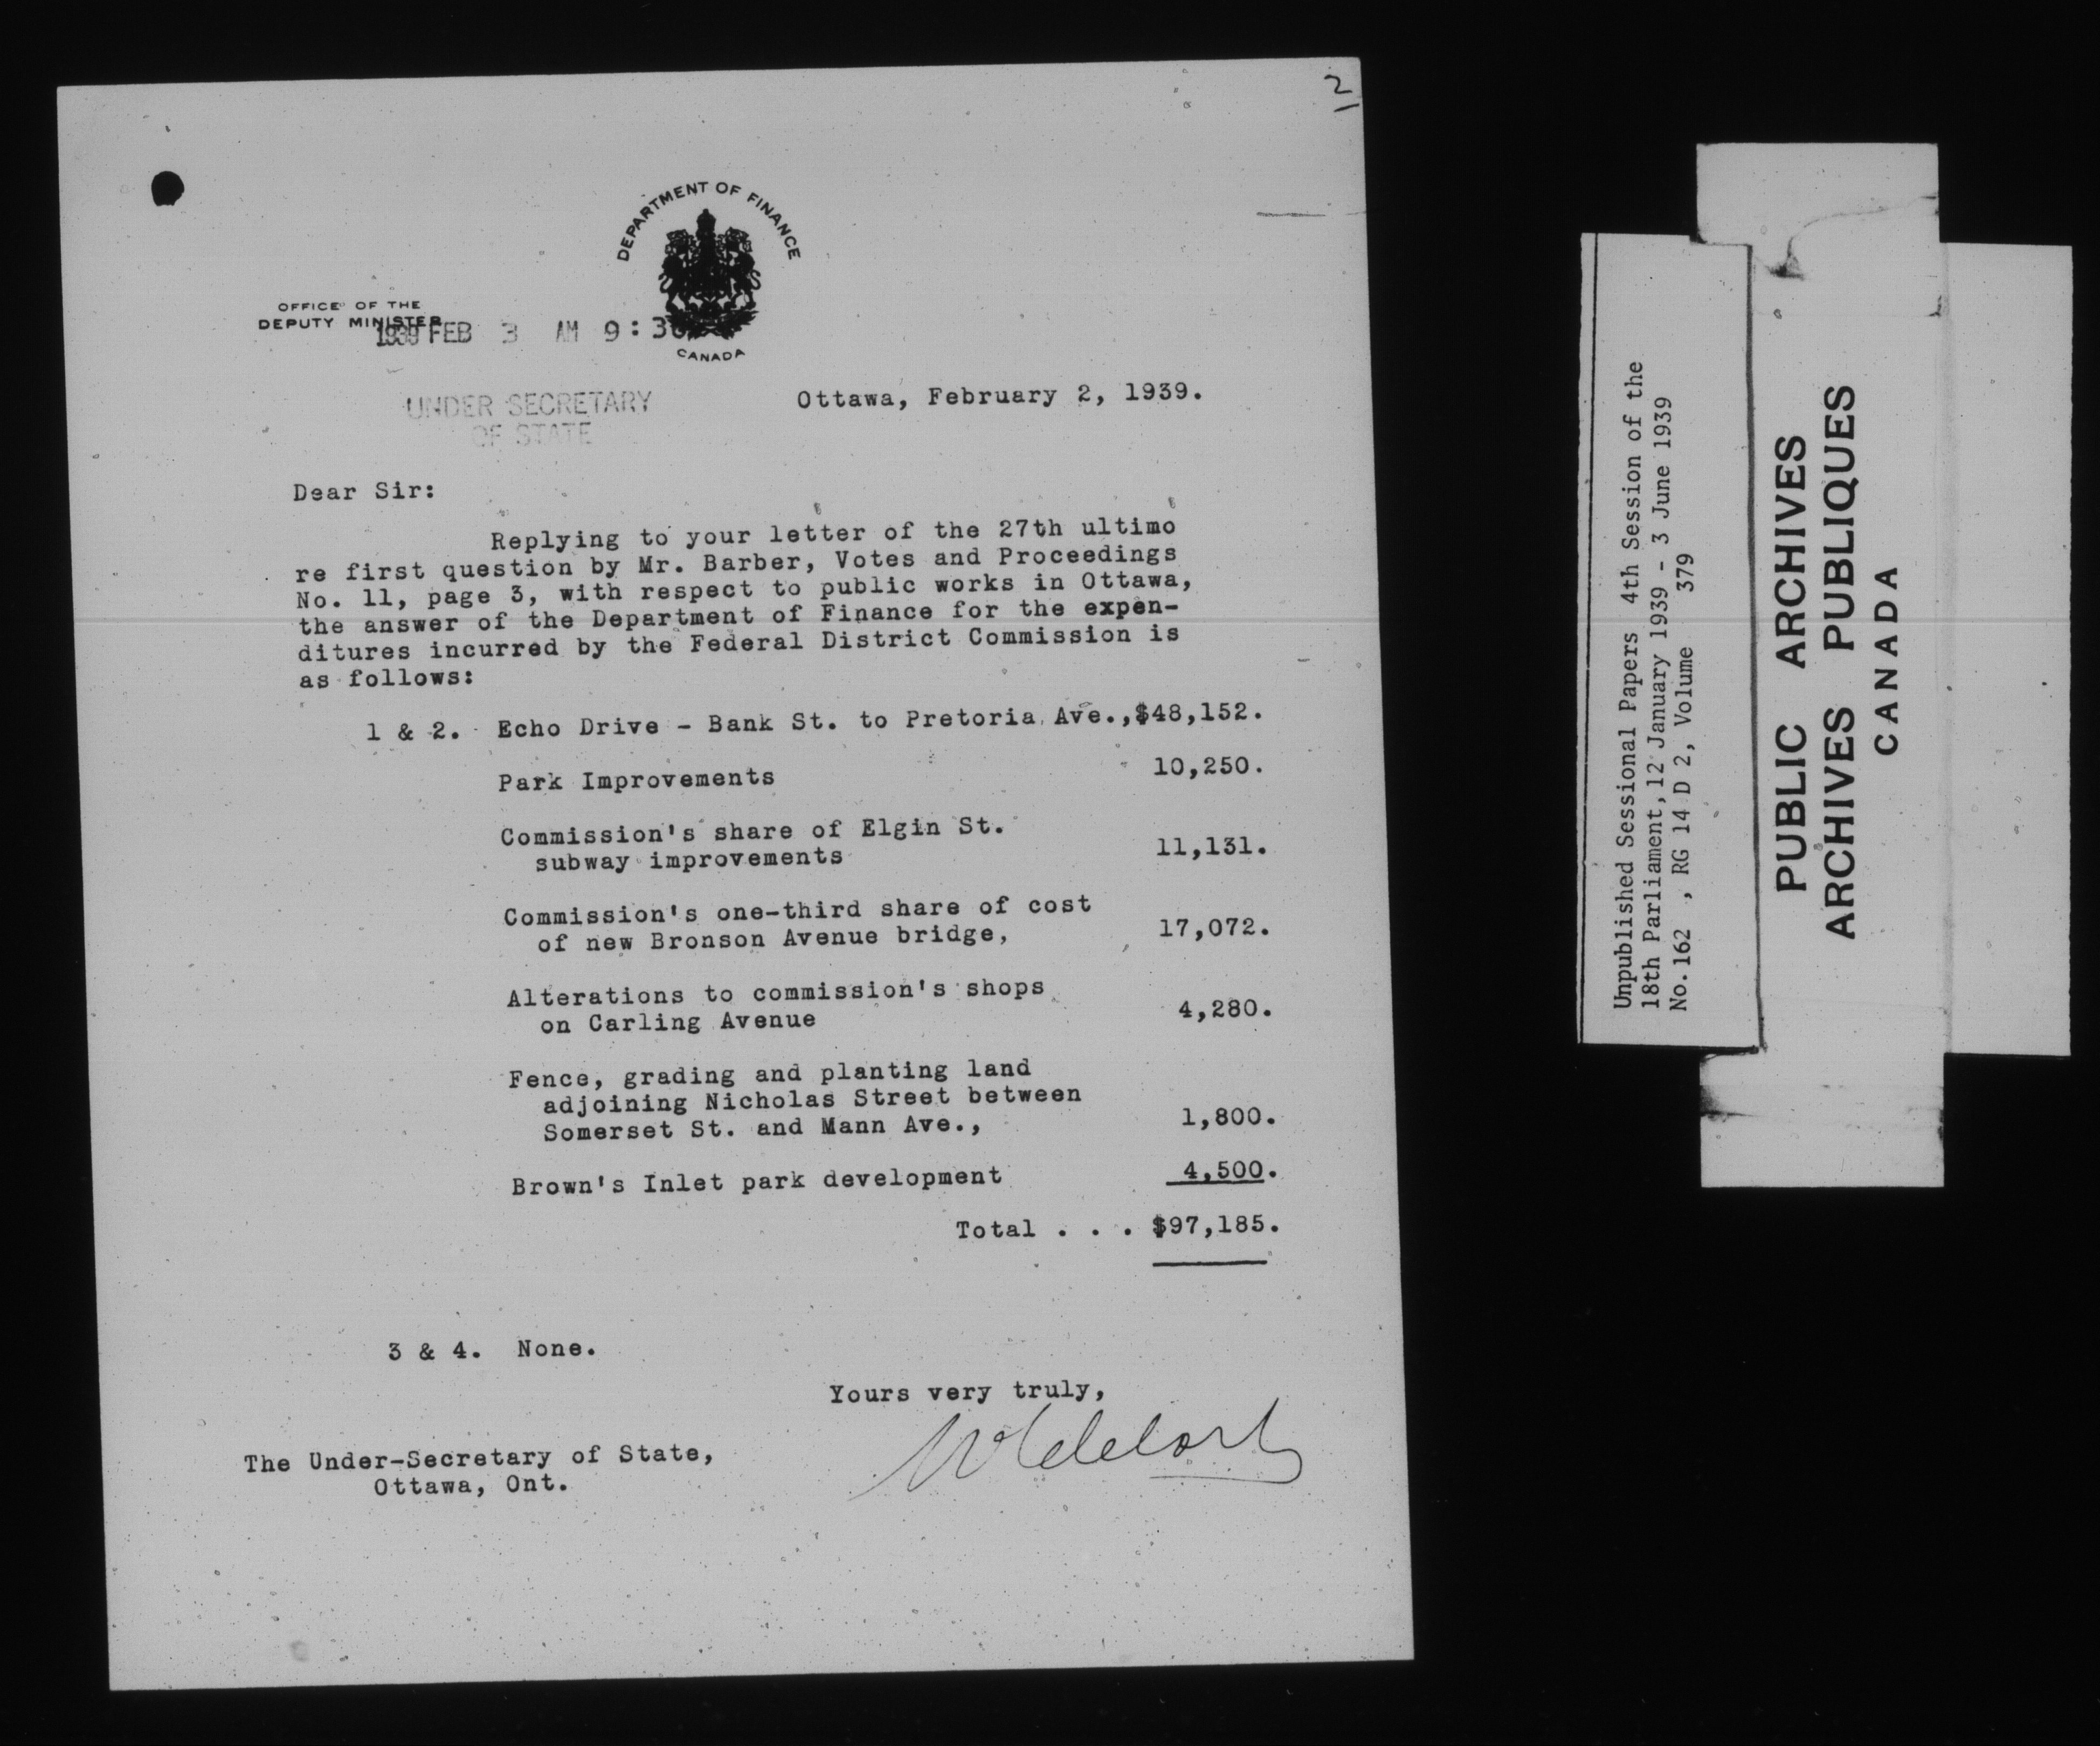 2
DEPARTMENT OF FINANCE
CANADA
OFFICE OF THE
DEPUTY MINISTER
1939 FEB 3 AM 9:30
UNDER SECRETARY
OF STATE
Ottawa, February 2, 1939.
Dear Sir:
Replying to your letter of the 27th ultimo
re first question by Mr. Barber, Votes and Proceedings
No. 11, page 3, with respect to public works in Ottawa,
the answer of the Department of Finance for the expen-
ditures incurred by the Federal District Commission is
as follows:
1 & 2. Echo Drive - Bank St. to Pretoria Ave.,$48,152.
Park Improvements 10,250.
Commission's share of Elgin St.
subway improvements 11,131.
Commission's one-third share of cost
of new Bronson Avenue bridge, 17,072.
Alterations to commission's shops
on Carling Avenue 4,280.
Fence, grading and planting land
adjoining Nicholas Street between
Somerset St. and Mann Ave., 1,800.
Brown's Inlet park development 4,500.
Total . . . $97,185.
3 & 4. None.
Yours very truly,
The Under-Secretary of State,
Ottawa, Ont.
Unpublished Sessional Papers 4th Session of the
18th Parliament, 12 January 1939 - 3 June 1939
No.162 , RG 14 D 2, Volume 379
PUBLIC ARCHIVES
ARCHIVES PUBLIQUES
CANADA